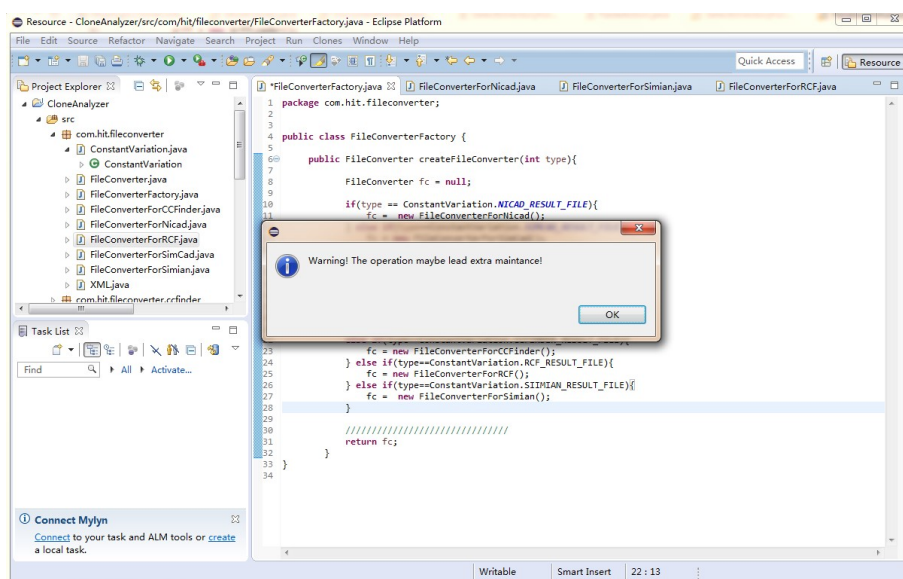 Resource - CloneAnalyzer/src/com/hit/fileconverter/FileConverterFactory.java - Eclipse Platform
File Edit Source Refactor Navigate Search Project Run Clones Window Help
Quick Access
Resource
Project Explorer
CloneAnalyzer
src
com.hit.fileconverter
ConstantVariation.java
ConstantVariation
FileConverter.java
FileConverterFactory.java
FileConverterForCCFinder.java
FileConverterForNicad.java
FileConverterForRCF.java
FileConverterForSimCad.java
FileConverterForSimian.java
XML.java
com.hit.fileconverter.ccfinder
Task List
Find
All
Activate...
Connect Mylyn
Connect to your task and ALM tools or create
a local task.
*FileConverterFactory.java FileConverterForNicad.java FileConverterForSimian.java FileConverterForRCF.java
1 package com.hit.fileconverter;
2
3
4 public class FileConverterFactory {
5
6 public FileConverter createFileConverter(int type){
7
8 FileConverter fc = null;
9
10 if(type == ConstantVariation.NICAD_RESULT_FILE){
11 fc = new FileConverterForNicad();
Warning! The operation maybe lead extra maintance!
OK
23 fc = new FileConverterForCCFinder();
24 } else if(type==ConstantVariation.RCF_RESULT_FILE){
25 fc = new FileConverterForRCF();
26 } else if(type==ConstantVariation.SIIMIAN_RESULT_FILE){
27 fc = new FileConverterForSimian();
28 }
29
30 ///////////////////////////////
31 return fc;
32 }
33 }
34
Writable Smart Insert 22 : 13